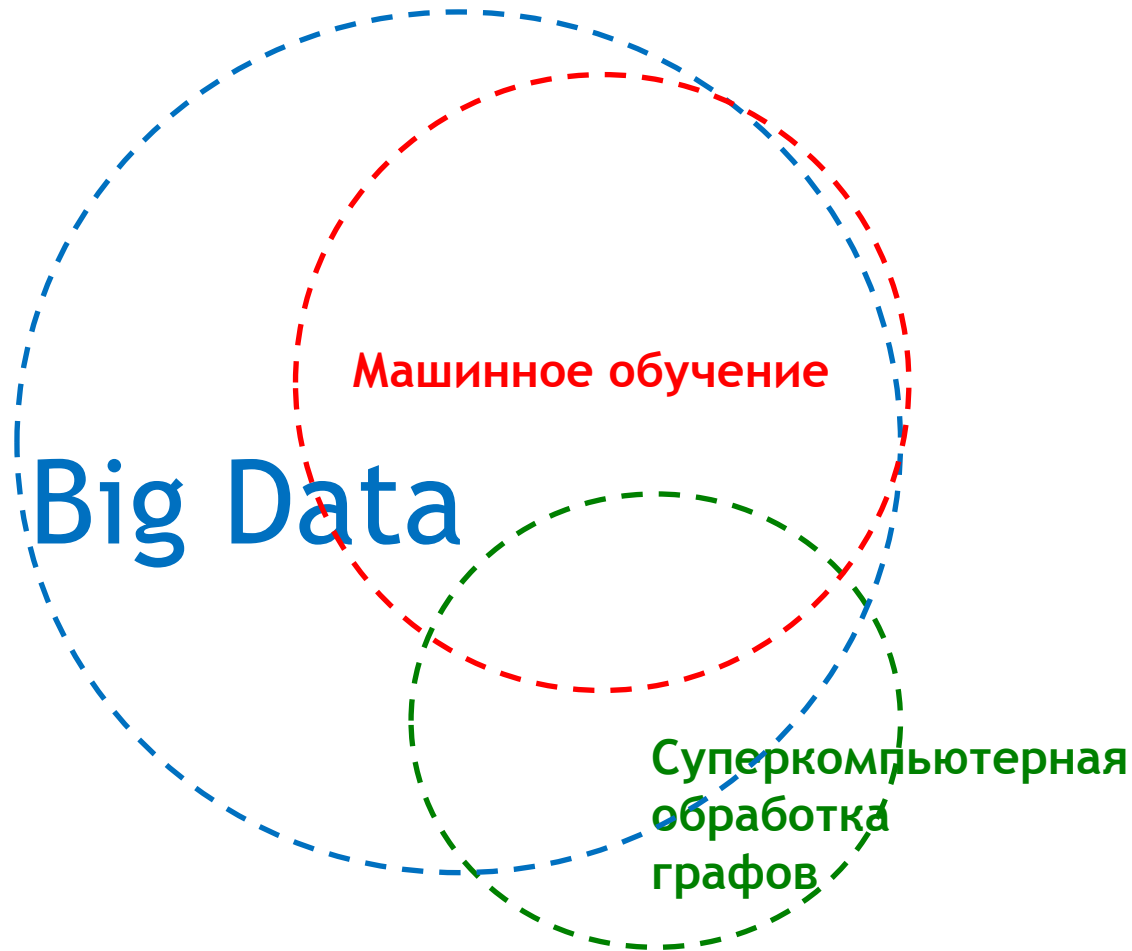 Машинное обучение
Big Data
Суперкомпьютерная
обработка
графов